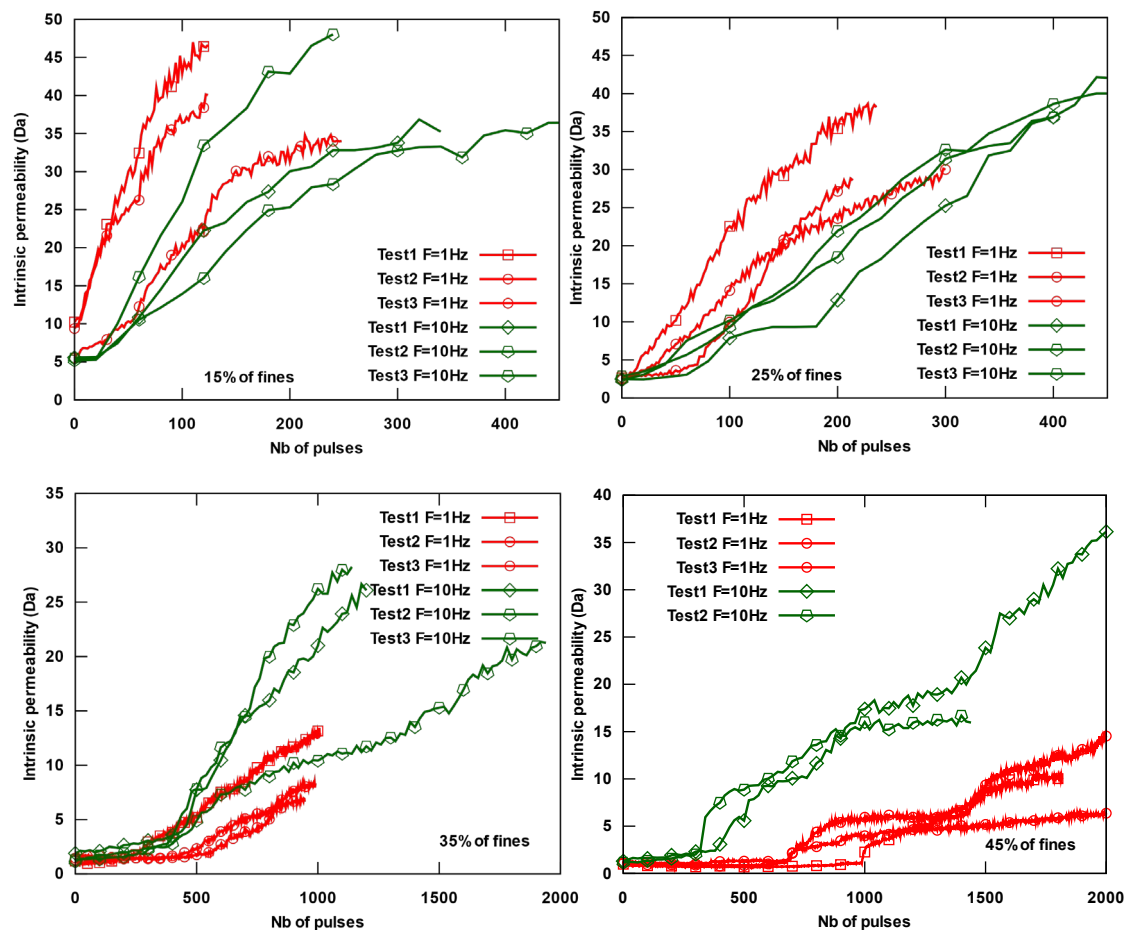 50
45
40
35
30
25
20
15
10
5
0
Intrinsic permeability (Da)
Test1 F=1Hz
Test2 F=1Hz
Test3 F=1Hz
Test1 F=10Hz
Test2 F=10Hz
Test3 F=10Hz
15% of fines
0 100 200 300 400
Nb of pulses
50
45
40
35
30
25
20
15
10
5
0
Intrinsic permeability (Da)
Test1 F=1Hz
Test2 F=1Hz
Test3 F=1Hz
Test1 F=10Hz
Test2 F=10Hz
Test3 F=10Hz
25% of fines
0 100 200 300 400
Nb of pulses
35
30
25
20
15
10
5
0
Intrinsic permeability (Da)
Test1 F=1Hz
Test2 F=1Hz
Test3 F=1Hz
Test1 F=10Hz
Test2 F=10Hz
Test3 F=10Hz
35% of fines
0 500 1000 1500 2000
Nb of pulses
40
35
30
25
20
15
10
5
0
Intrinsic permeability (Da)
Test1 F=1Hz
Test2 F=1Hz
Test3 F=1Hz
Test1 F=10Hz
Test2 F=10Hz
45% of fines
0 500 1000 1500 2000
Nb of pulses